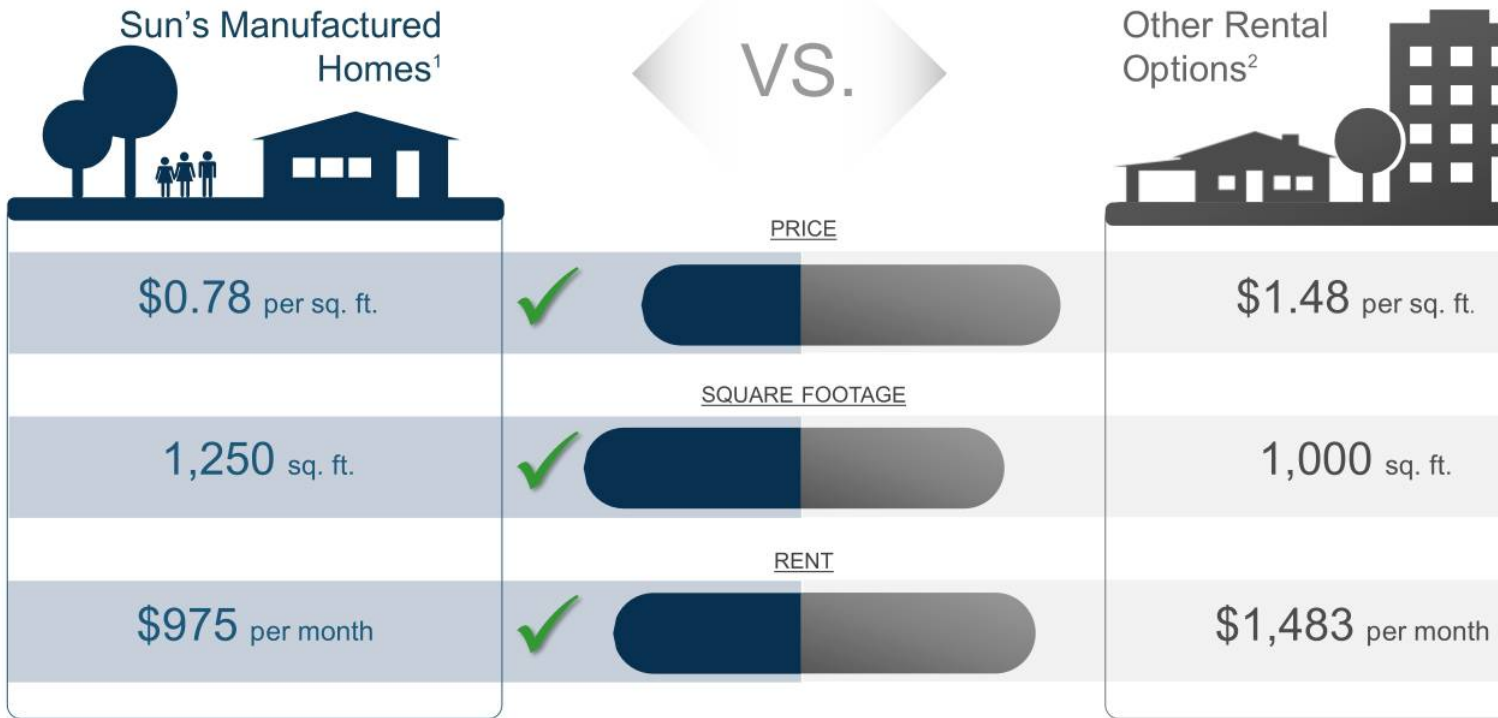 Sun's Manufactured
Homes¹
VS.
Other Rental
Options²
PRICE
$0.78 per sq. ft.
$1.48 per sq. ft.
SQUARE FOOTAGE
1,250 sq. ft.
1,000 sq. ft.
RENT
$975 per month
$1,483 per month